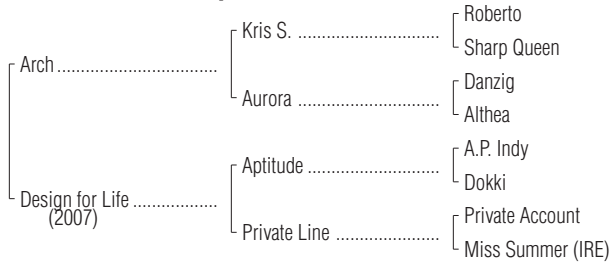 Roberto
Kris S. ................................
Sharp Queen
Arch ....................................
Danzig
Aurora ................................
Althea
A.P. Indy
Aptitude ..............................
Dokki
Design for Life ...................
(2007)
Private Account
Private Line ........................
Miss Summer (IRE)